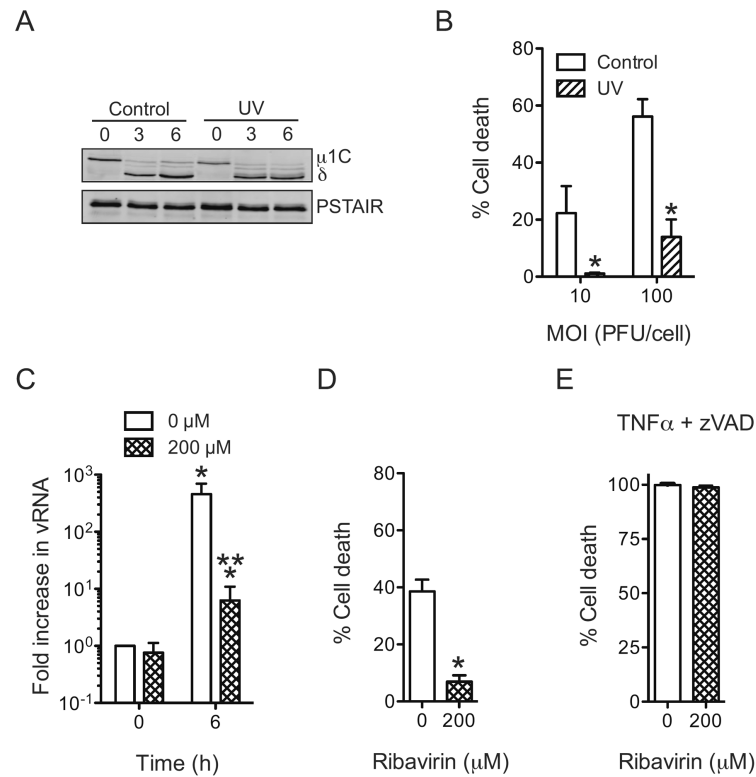 A
Control UV
0 3 6 0 3 6
µ1C
δ
PSTAIR
B
80
60
40
20
0
% Cell death
Control
UV
*
*
10 100
MOI (PFU/cell)
C
0 µM
200 µM
10³
10²
10¹
10⁰
10⁻¹
Fold increase in vRNA
*
**
*
0 6
Time (h)
D
80
60
40
20
0
% Cell death
*
0 200
Ribavirin (µM)
E
TNFα + zVAD
100
75
50
25
0
% Cell death
0 200
Ribavirin (µM)